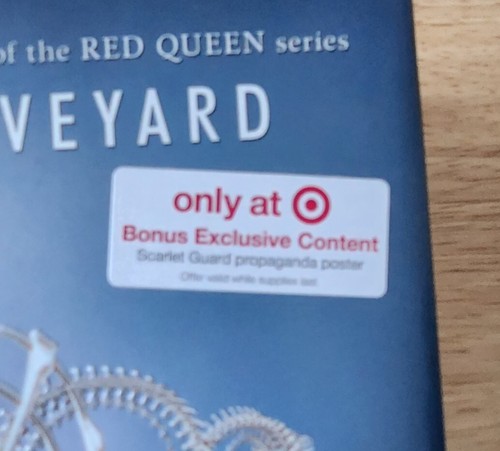 of the RED QUEEN series
VEYARD
only at
Bonus Exclusive Content
Scarlet Guard propaganda poster
Offer valid while supplies last.